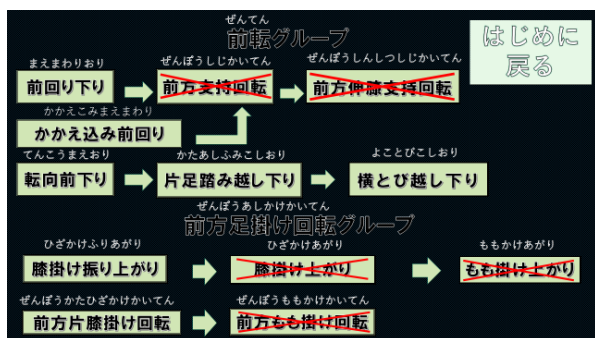 ぜんてん
前転グループ
はじめに
戻る
まえまわりおり
前回り下り
ぜんぽうしじかいてん
前方支持回転
ぜんぽうしんしつしじかいてん
前方伸膝支持回転
かかえこみまえまわり
かかえ込み前回り
てんこうまえおり
転向前下り
かたあしふみこしおり
片足踏み越し下り
よことびこしおり
横とび越し下り
ぜんぽうあしかけかいてん
前方足掛け回転グループ
ひざかけふりあがり
膝掛け振り上がり
ひざかけあがり
膝掛け上がり
ももかけあがり
もも掛け上がり
ぜんぽうかたひざかけかいてん
前方片膝掛け回転
ぜんぽうももかけかいてん
前方もも掛け回転